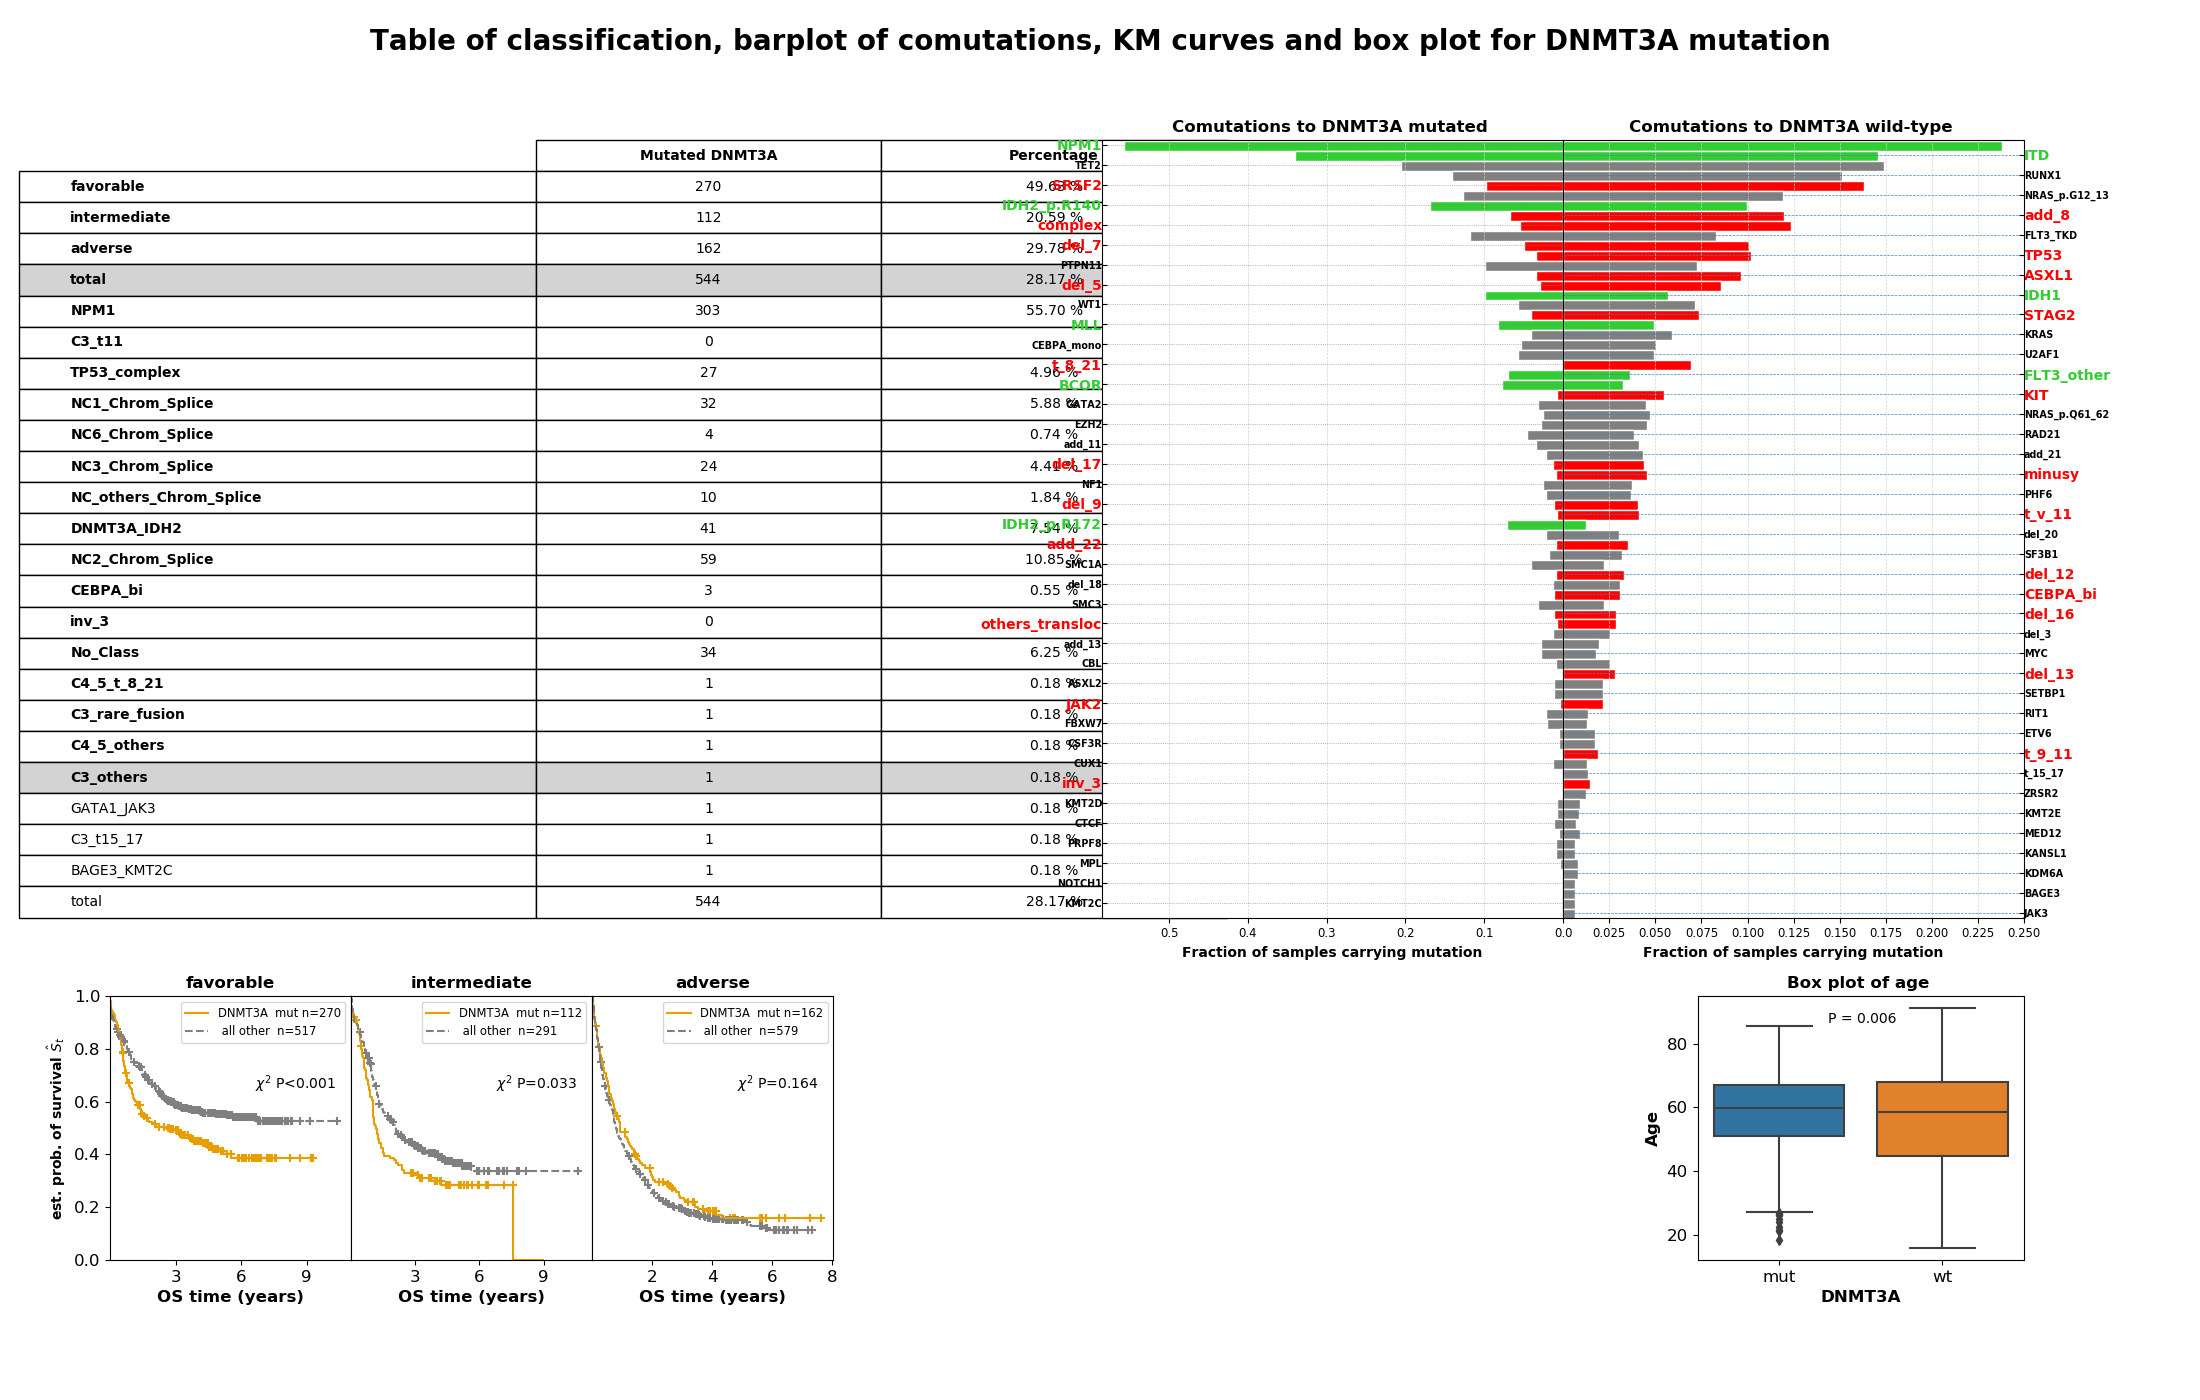 Table of classification, barplot of comutations, KM curves and box plot for DNMT3A mutation
Mutated DNMT3A Percentage
favorable 270 49.63 %
intermediate 112 20.59 %
adverse 162 29.78 %
total 544 28.17 %
NPM1 303 55.70 %
C3_t11 0
TP53_complex 27 4.96 %
NC1_Chrom_Splice 32 5.88 %
NC6_Chrom_Splice 4 0.74 %
NC3_Chrom_Splice 24 4.41 %
NC_others_Chrom_Splice 10 1.84 %
DNMT3A_IDH2 41 7.54 %
NC2_Chrom_Splice 59 10.85 %
CEBPA_bi 3 0.55 %
inv_3 0
No_Class 34 6.25 %
C4_5_t_8_21 1 0.18 %
C3_rare_fusion 1 0.18 %
C4_5_others 1 0.18 %
C3_others 1 0.18 %
GATA1_JAK3 1 0.18 %
C3_t15_17 1 0.18 %
BAGE3_KMT2C 1 0.18 %
total 544 28.17 %
Comutations to DNMT3A mutated
NPM1
TET2
SRSF2
IDH2_p.R140
complex
del_7
PTPN11
del_5
WT1
MLL
CEBPA_mono
t_8_21
BCOR
GATA2
EZH2
add_11
del_17
NF1
del_9
IDH2_p.R172
add_22
SMC1A
del_18
SMC3
others_transloc
add_13
CBL
ASXL2
JAK2
FBXW7
CSF3R
CUX1
inv_3
KMT2D
CTCF
PRPF8
MPL
NOTCH1
KMT2C
0.5 0.4 0.3 0.2 0.1
Fraction of samples carrying mutation
Comutations to DNMT3A wild-type
ITD
RUNX1
NRAS_p.G12_13
add_8
FLT3_TKD
TP53
ASXL1
IDH1
STAG2
KRAS
U2AF1
FLT3_other
KIT
NRAS_p.Q61_62
RAD21
add_21
minusy
PHF6
t_v_11
del_20
SF3B1
del_12
CEBPA_bi
del_16
del_3
MYC
del_13
SETBP1
RIT1
ETV6
t_9_11
t_15_17
ZRSR2
KMT2E
MED12
KANSL1
KDM6A
BAGE3
JAK3
0.0 0.025 0.050 0.075 0.100 0.125 0.150 0.175 0.200 0.225 0.250
Fraction of samples carrying mutation
est. prob. of survival Ŝt
1.0
0.8
0.6
0.4
0.2
0.0
favorable
DNMT3A mut n=270
all other n=517
χ² P<0.001
3 6 9
OS time (years)
intermediate
DNMT3A mut n=112
all other n=291
χ² P=0.033
3 6 9
OS time (years)
adverse
DNMT3A mut n=162
all other n=579
χ² P=0.164
2 4 6 8
OS time (years)
Box plot of age
P = 0.006
Age
80
60
40
20
mut wt
DNMT3A